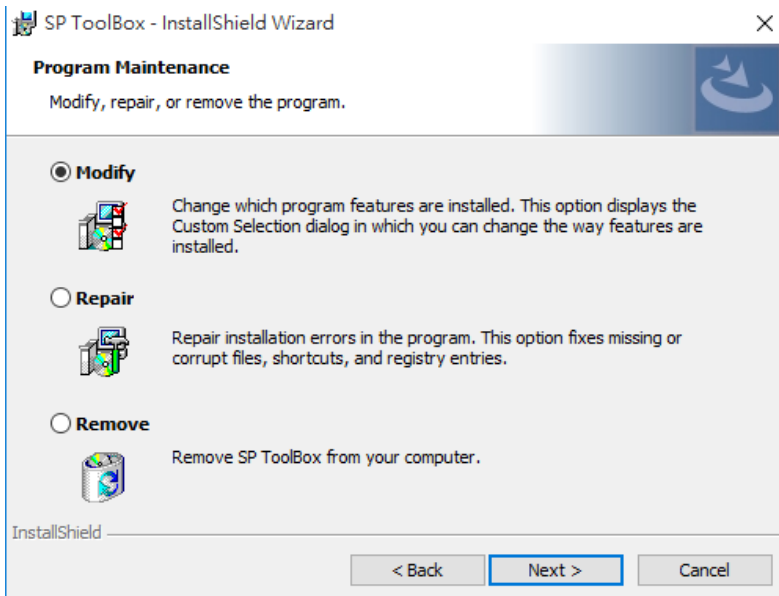 SP ToolBox - InstallShield Wizard
Program Maintenance
Modify, repair, or remove the program.
Modify
Change which program features are installed. This option displays the
Custom Selection dialog in which you can change the way features are
installed.
Repair
Repair installation errors in the program. This option fixes missing or
corrupt files, shortcuts, and registry entries.
Remove
Remove SP ToolBox from your computer.
InstallShield
< Back
Next >
Cancel